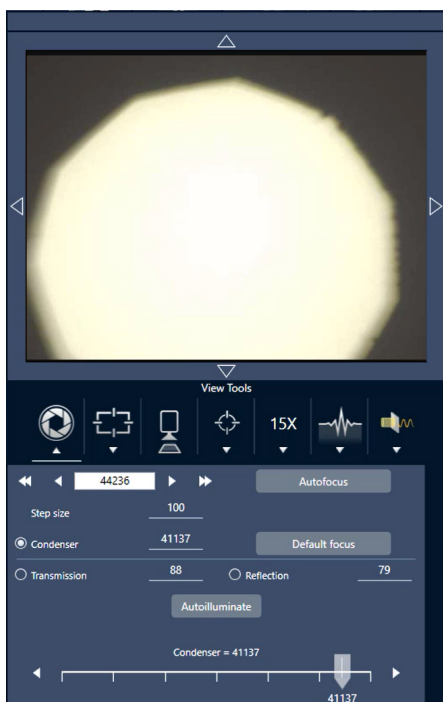 View Tools
15X
44236
Autofocus
Step size 100
Condenser 41137 Default focus
Transmission 88 Reflection 79
Autoilluminate
Condenser = 41137
41137